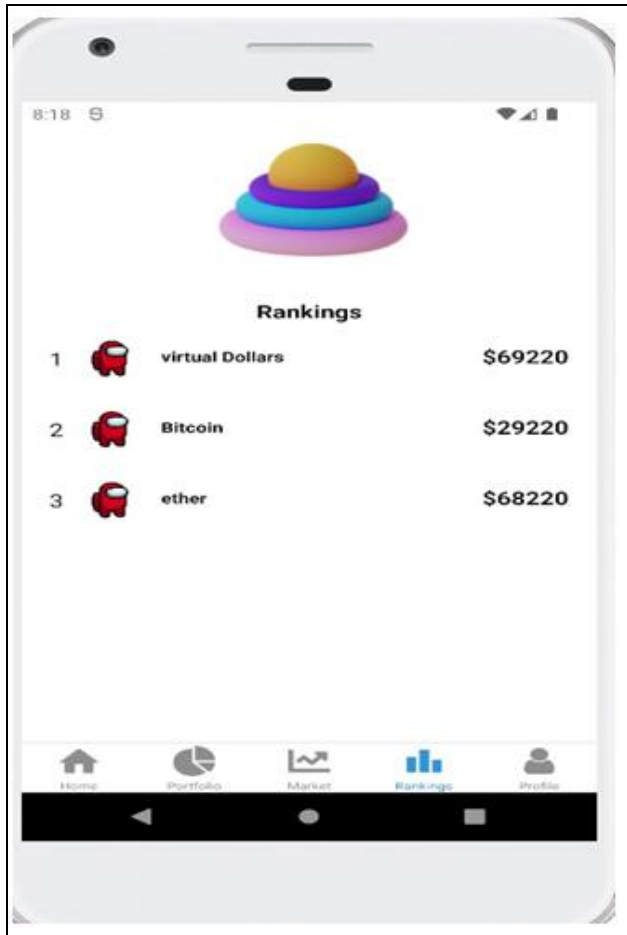 8:18
Rankings
1 virtual Dollars $69220
2 Bitcoin $29220
3 ether $68220
Home Portfolio Market Rankings Profile